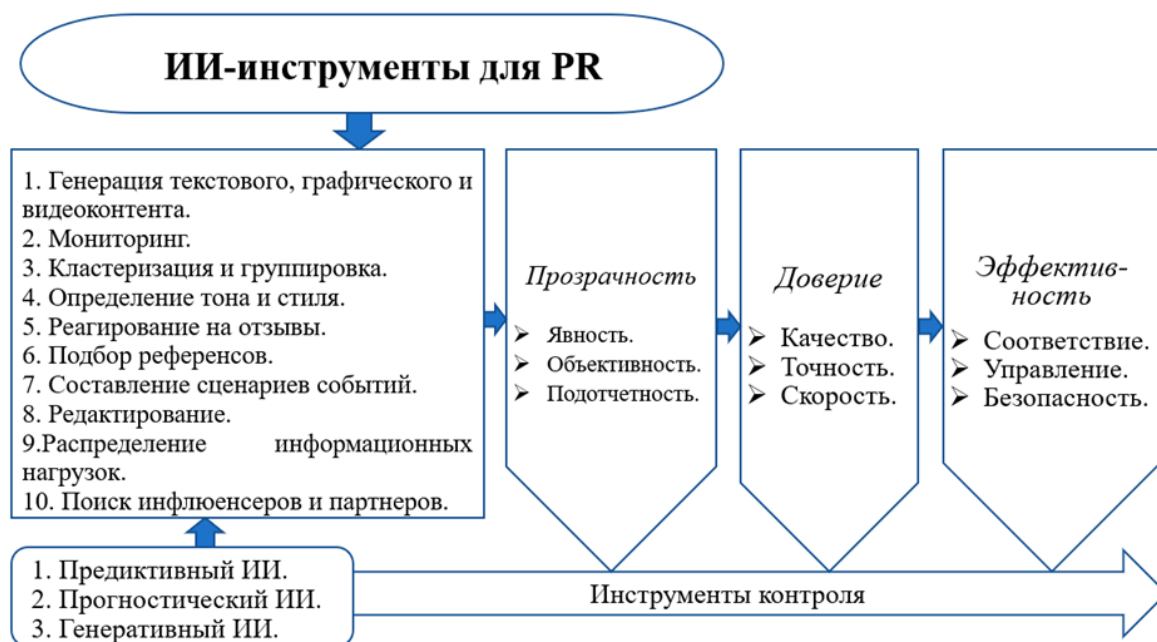 ИИ-инструменты для PR
1. Генерация текстового, графического и
видеоконтента.
2. Мониторинг.
3. Кластеризация и группировка.
4. Определение тона и стиля.
5. Реагирование на отзывы.
6. Подбор референсов.
7. Составление сценариев событий.
8. Редактирование.
9.Распределение информационных
нагрузок.
10. Поиск инфлюенсеров и партнеров.
Прозрачность
➢ Явность.
➢ Объективность.
➢ Подотчетность.
Доверие
➢ Качество.
➢ Точность.
➢ Скорость.
Эффектив-
ность
➢ Соответствие.
➢ Управление.
➢ Безопасность.
1. Предиктивный ИИ.
2. Прогностический ИИ.
3. Генеративный ИИ.
Инструменты контроля